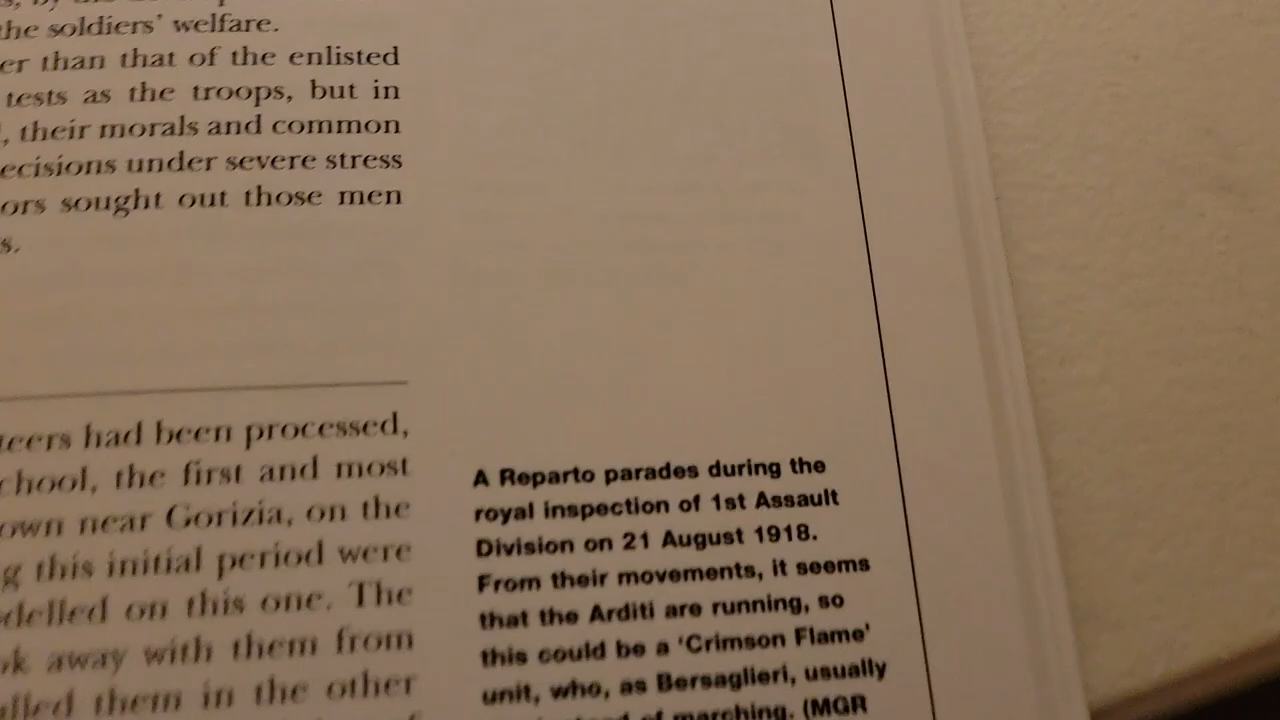 the soldiers' welfare.
er than that of the enlisted
tests as the troops, but in
, their morals and common
ecisions under severe stress
ors sought out those men
s.
teers had been processed,
chool, the first and most
own near Gorizia, on the
g this initial period were
delled on this one. The
ok away with them from
alled them in the other
A Reparto parades during the
royal inspection of 1st Assault
Division on 21 August 1918.
From their movements, it seems
that the Arditi are running, so
this could be a 'Crimson Flame'
unit, who, as Bersaglieri, usually
of marching. (MGR